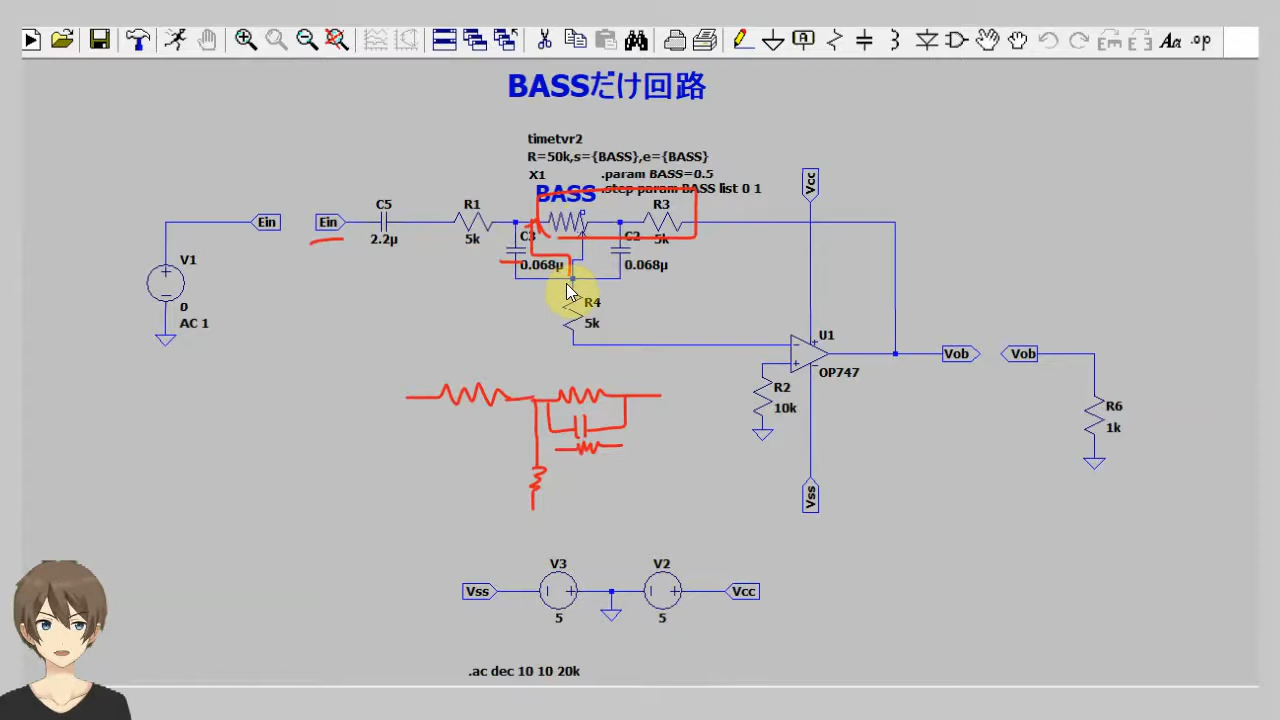 BASSだけ回路
timetvr2
R=50k,s={BASS},e={BASS}
X1
.param BASS=0.5
.step param BASS list 0 1
BASS
Ein
Ein
C5
2.2µ
R1
5k
C3
0.068µ
R3
5k
C2
0.068µ
Vcc
V1
0
AC 1
R4
5k
U1
OP747
R2
10k
Vob
Vob
R6
1k
Vss
V3
5
V2
5
Vss
Vcc
.ac dec 10 10 20k
Aa
.op